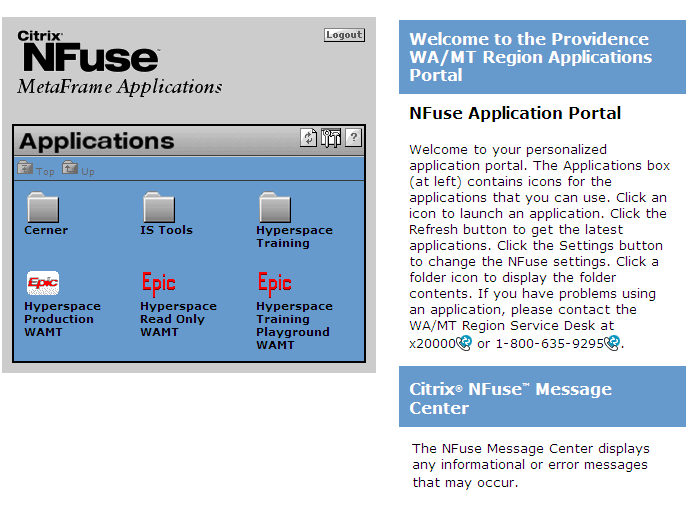 Citrix®
NFuse™
MetaFrame Applications
Logout
Applications
?
Top Up
Cerner
IS Tools
Hyperspace
Training
Epic
Hyperspace
Production
WAMT
Epic
Hyperspace
Read Only
WAMT
Epic
Hyperspace
Training
Playground
WAMT
Welcome to the Providence
WA/MT Region Applications
Portal
NFuse Application Portal
Welcome to your personalized
application portal. The Applications box
(at left) contains icons for the
applications that you can use. Click an
icon to launch an application. Click the
Refresh button to get the latest
applications. Click the Settings button
to change the NFuse settings. Click a
folder icon to display the folder
contents. If you have problems using
an application, please contact the
WA/MT Region Service Desk at
x20000 or 1-800-635-9295.
Citrix® NFuse™ Message
Center
The NFuse Message Center displays
any informational or error messages
that may occur.